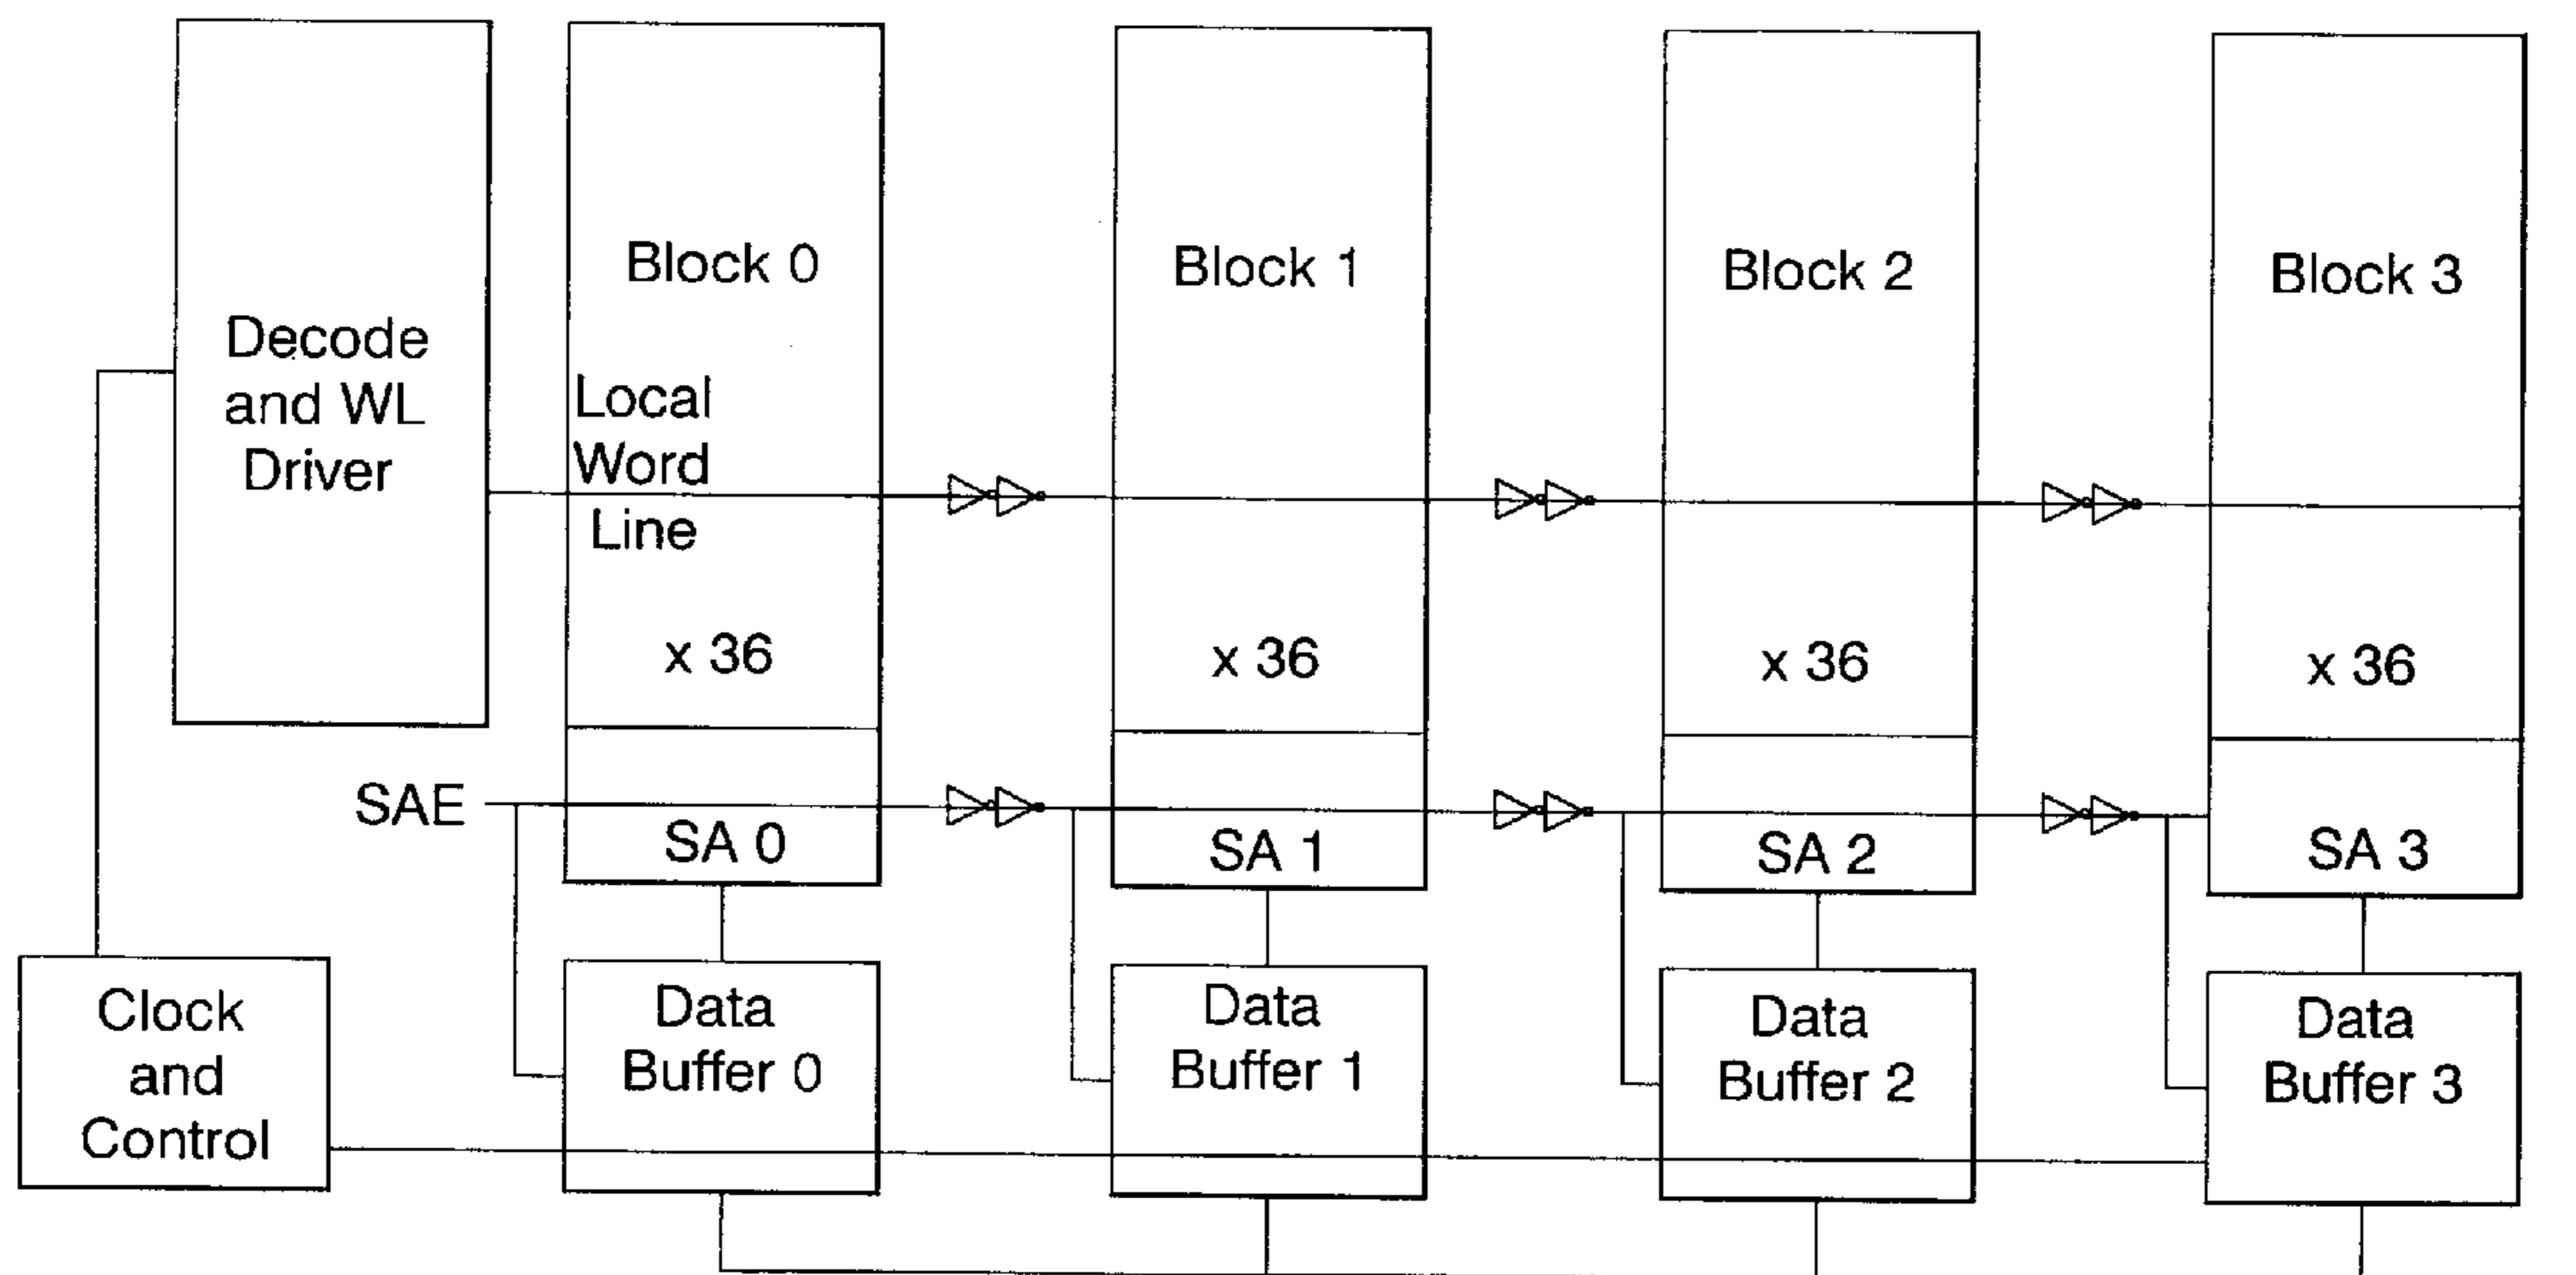 Decode
and WL
Driver
Block 0
Local
Word
Line
x 36
Block 1
x 36
Block 2
x 36
Block 3
x 36
SAE
SA 0
SA 1
SA 2
SA 3
Clock
and
Control
Data
Buffer 0
Data
Buffer 1
Data
Buffer 2
Data
Buffer 3